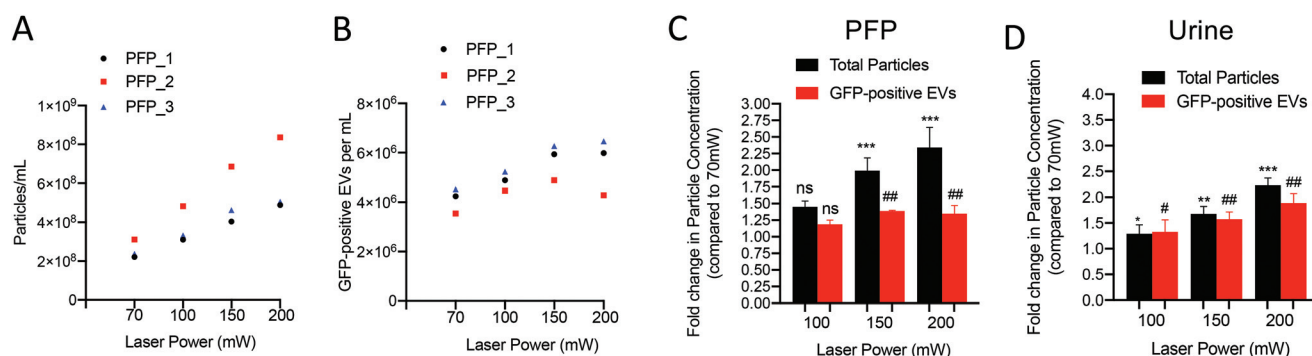 A
PFP_1
PFP_2
PFP_3
Particles/mL
1×10⁹
8×10⁸
6×10⁸
4×10⁸
2×10⁸
0
70 100 150 200
Laser Power (mW)
B
PFP_1
PFP_2
PFP_3
GFP-positive EVs per mL
8×10⁶
6×10⁶
4×10⁶
2×10⁶
0
70 100 150 200
Laser Power (mW)
C
PFP
Total Particles
GFP-positive EVs
Fold change in Particle Concentration
(compared to 70mW)
3.00
2.75
2.50
2.25
2.00
1.75
1.50
1.25
1.00
0.75
0.50
0.25
0.00
ns ns *** ## *** ##
100 150 200
Laser Power (mW)
D
Urine
Total Particles
GFP-positive EVs
Fold change in Particle Concentration
(compared to 70mW)
4.0
3.5
3.0
2.5
2.0
1.5
1.0
0.5
0.0
* # ** ## *** ##
100 150 200
Laser Power (mW)